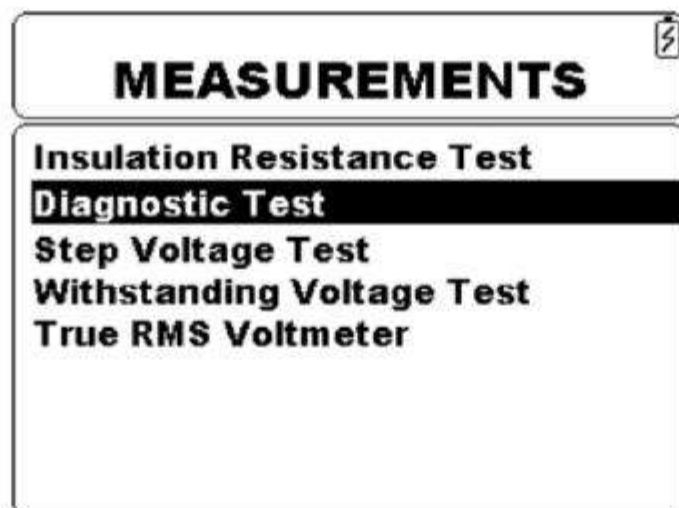 MEASUREMENTS
Insulation Resistance Test
Diagnostic Test
Step Voltage Test
Withstanding Voltage Test
True RMS Voltmeter